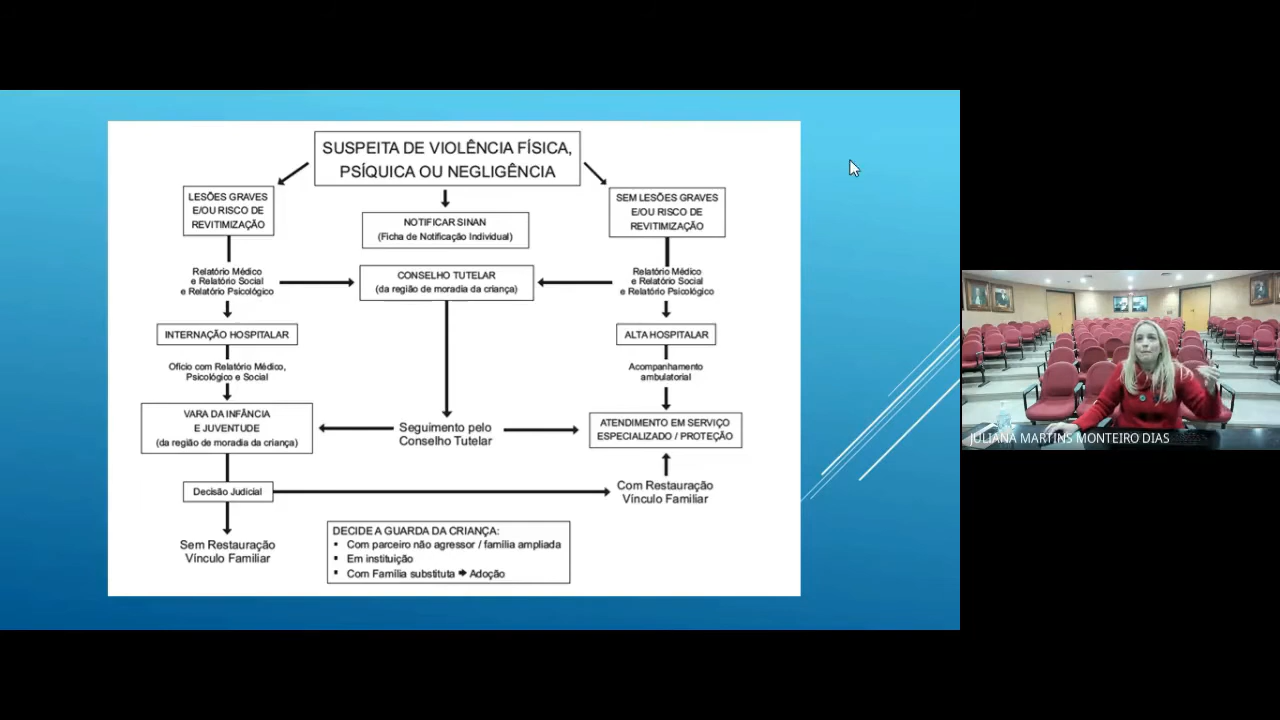 SUSPEITA DE VIOLÊNCIA FÍSICA,
PSÍQUICA OU NEGLIGÊNCIA
LESÕES GRAVES
E/OU RISCO DE
REVITIMIZAÇÃO
NOTIFICAR SINAN
(Ficha de Notificação Individual)
SEM LESÕES GRAVES
E/OU RISCO DE
REVITIMIZAÇÃO
Relatório Médico
e Relatório Social
e Relatório Psicológico
CONSELHO TUTELAR
(da região de moradia da criança)
Relatório Médico
e Relatório Social
e Relatório Psicológico
INTERNAÇÃO HOSPITALAR
ALTA HOSPITALAR
Ofício com Relatório Médico,
Psicológico e Social
Acompanhamento
ambulatorial
VARA DA INFÂNCIA
E JUVENTUDE
(da região de moradia da criança)
Seguimento pelo
Conselho Tutelar
ATENDIMENTO EM SERVIÇO
ESPECIALIZADO / PROTEÇÃO
Decisão Judicial
Com Restauração
Vínculo Familiar
Sem Restauração
Vínculo Familiar
DECIDE A GUARDA DA CRIANÇA:
▪ Com parceiro não agressor / família ampliada
▪ Em instituição
▪ Com Família substituta ➡ Adoção
JULIANA MARTINS MONTEIRO DIAS